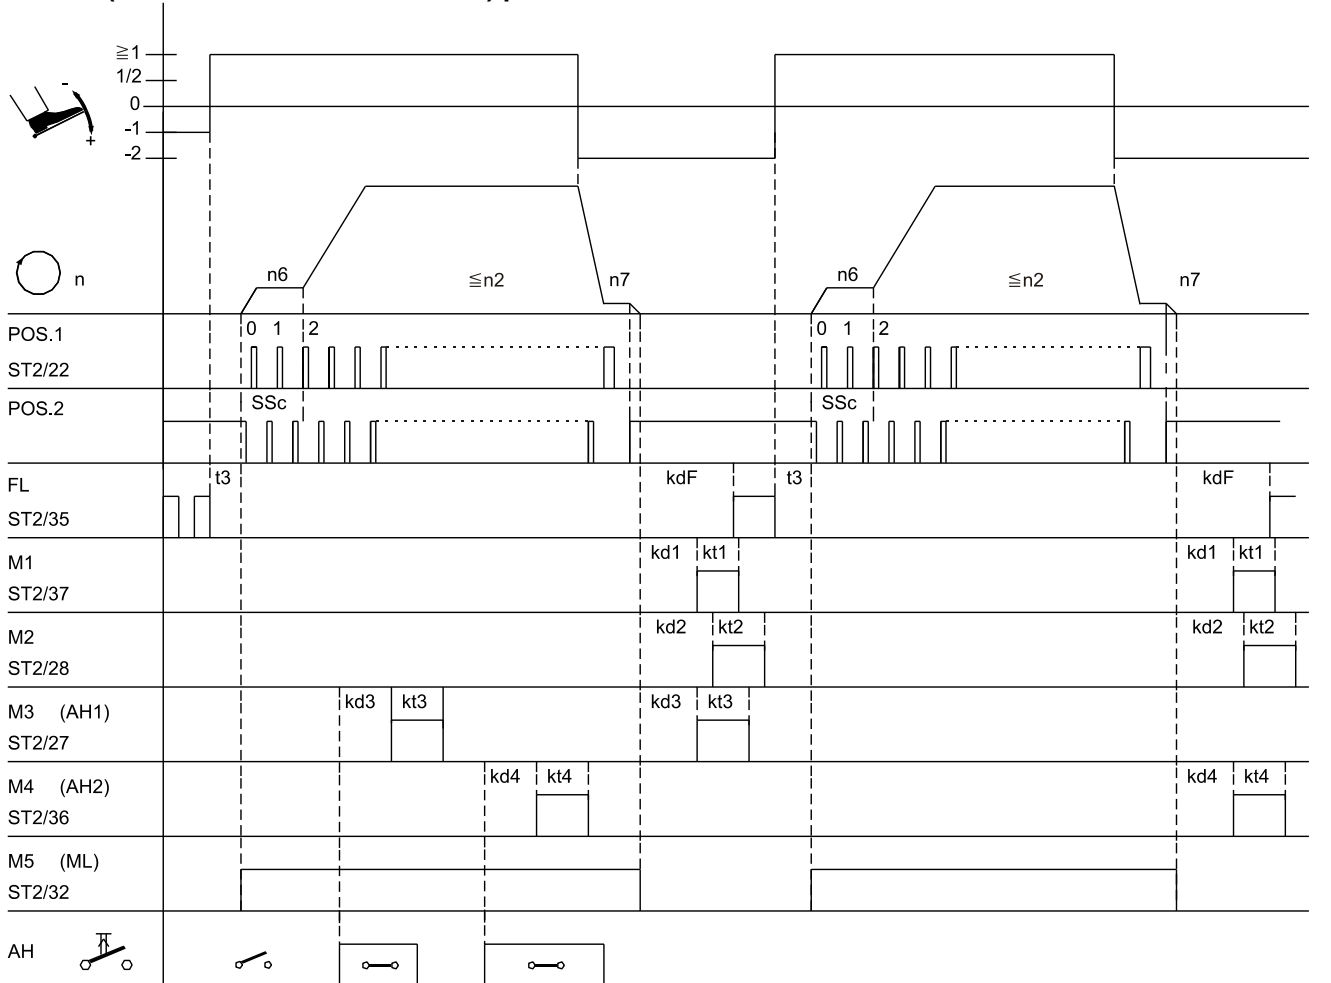 ≧1
1/2
0
-1
-2
-
+
n
n6
≦n2
n7
n6
≦n2
n7
POS.1
ST2/22
0 1 2
0 1 2
POS.2
SSc
SSc
FL
ST2/35
t3
kdF
t3
kdF
M1
ST2/37
kd1 kt1
kd1 kt1
M2
ST2/28
kd2 kt2
kd2 kt2
M3 (AH1)
ST2/27
kd3 kt3
kd3 kt3
M4 (AH2)
ST2/36
kd4 kt4
kd4 kt4
M5 (ML)
ST2/32
AH